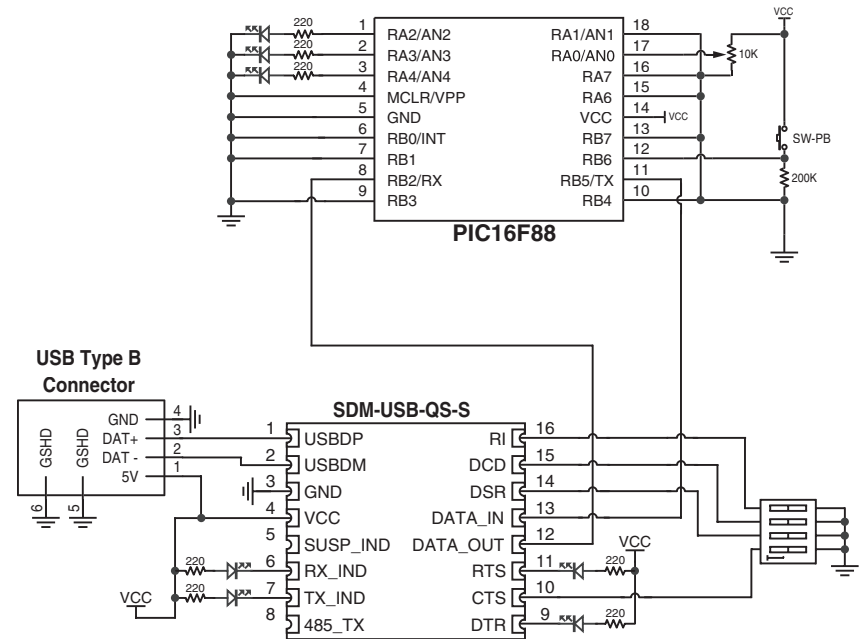 VCC
220 1 RA2/AN2 RA1/AN1 18
220 2 RA3/AN3 RA0/AN0 17 10K
220 3 RA4/AN4 RA7 16
4 MCLR/VPP RA6 15
5 GND VCC 14 VCC
6 RB0/INT RB7 13 SW-PB
7 RB1 RB6 12
8 RB2/RX RB5/TX 11 200K
9 RB3 RB4 10
PIC16F88
USB Type B
Connector
GSHD GSHD
GND 4
DAT+ 3
DAT - 2
5V 1
6 5
SDM-USB-QS-S
1 USBDP RI 16
2 USBDM DCD 15
3 GND DSR 14
4 VCC DATA_IN 13
5 SUSP_IND DATA_OUT 12 VCC
220 6 RX_IND RTS 11 220
220 7 TX_IND CTS 10
VCC
8 485_TX DTR 9 220